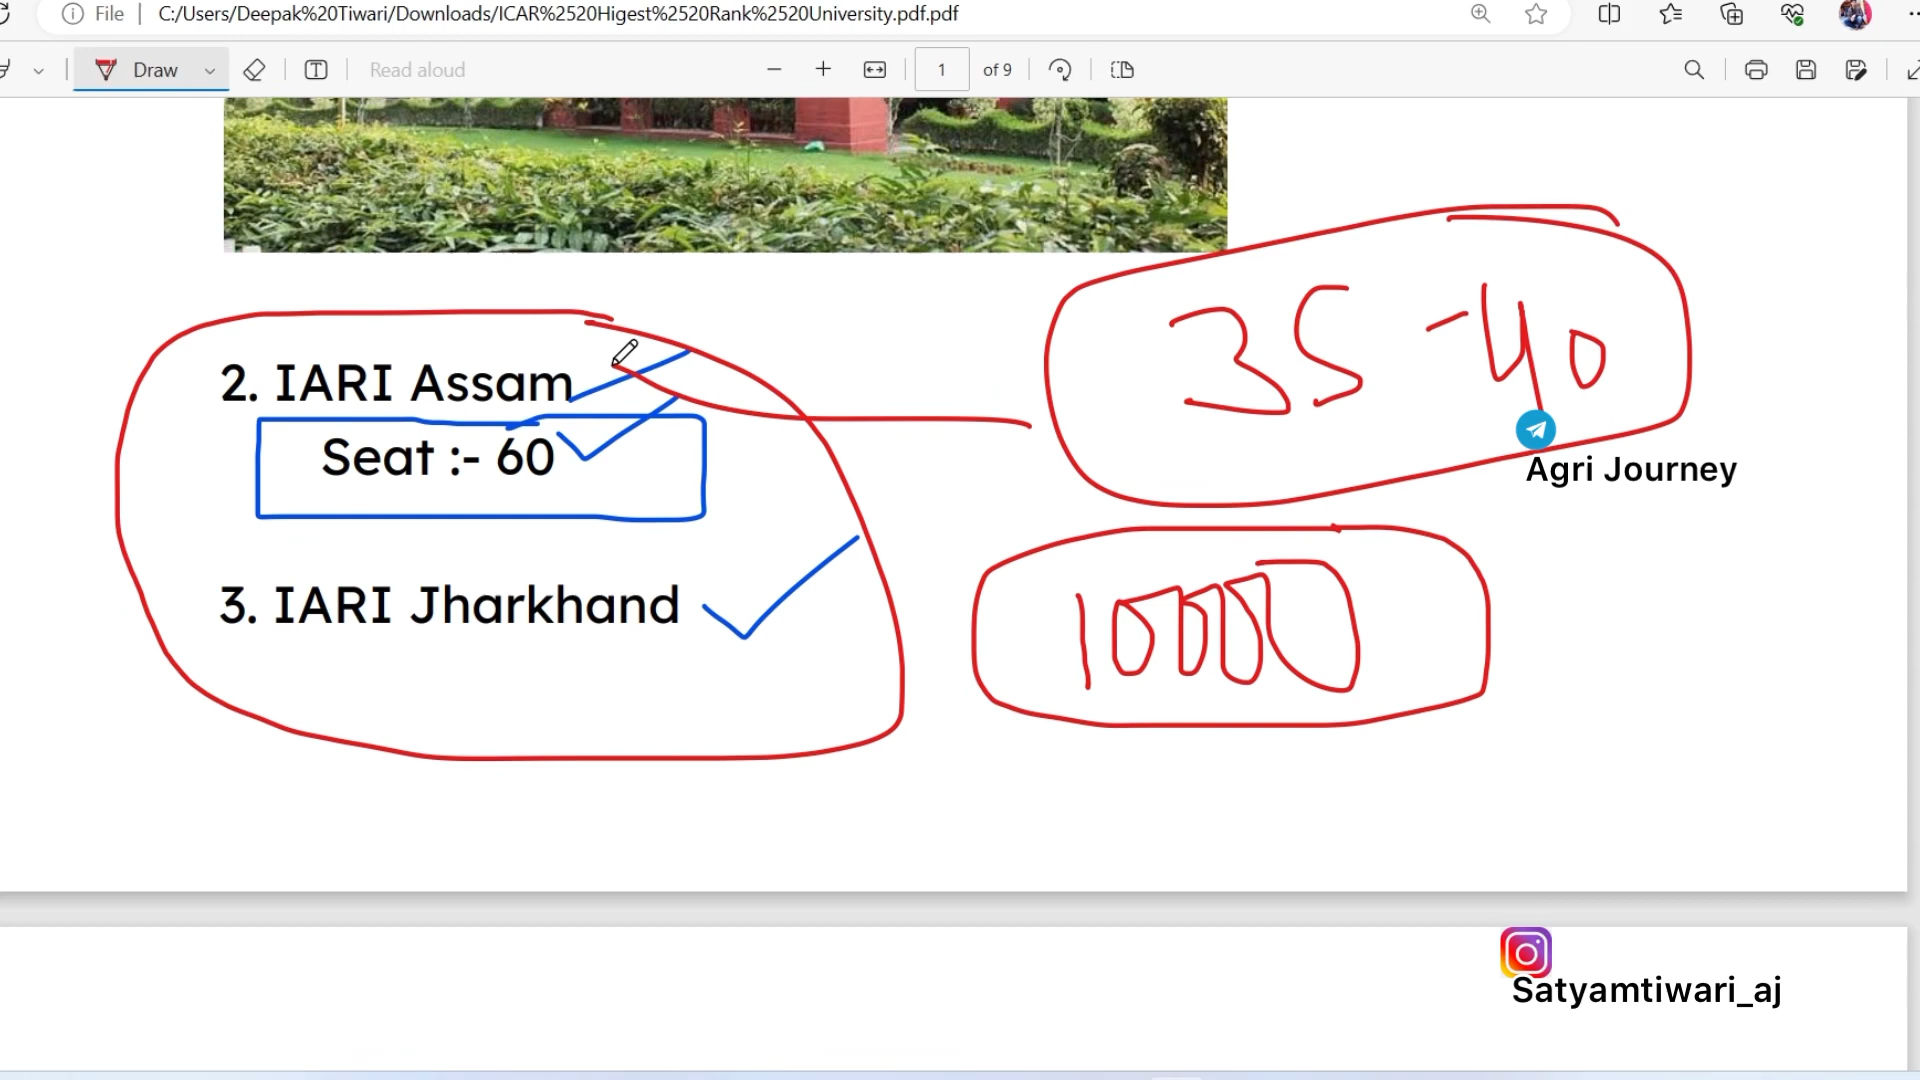 File C:/Users/Deepak%20Tiwari/Downloads/ICAR%2520Higest%2520Rank%2520University.pdf.pdf
Draw Read aloud 1 of 9
35-40
2. IARI Assam
Seat :- 60
Agri Journey
3. IARI Jharkhand
10000
Satyamtiwari_aj